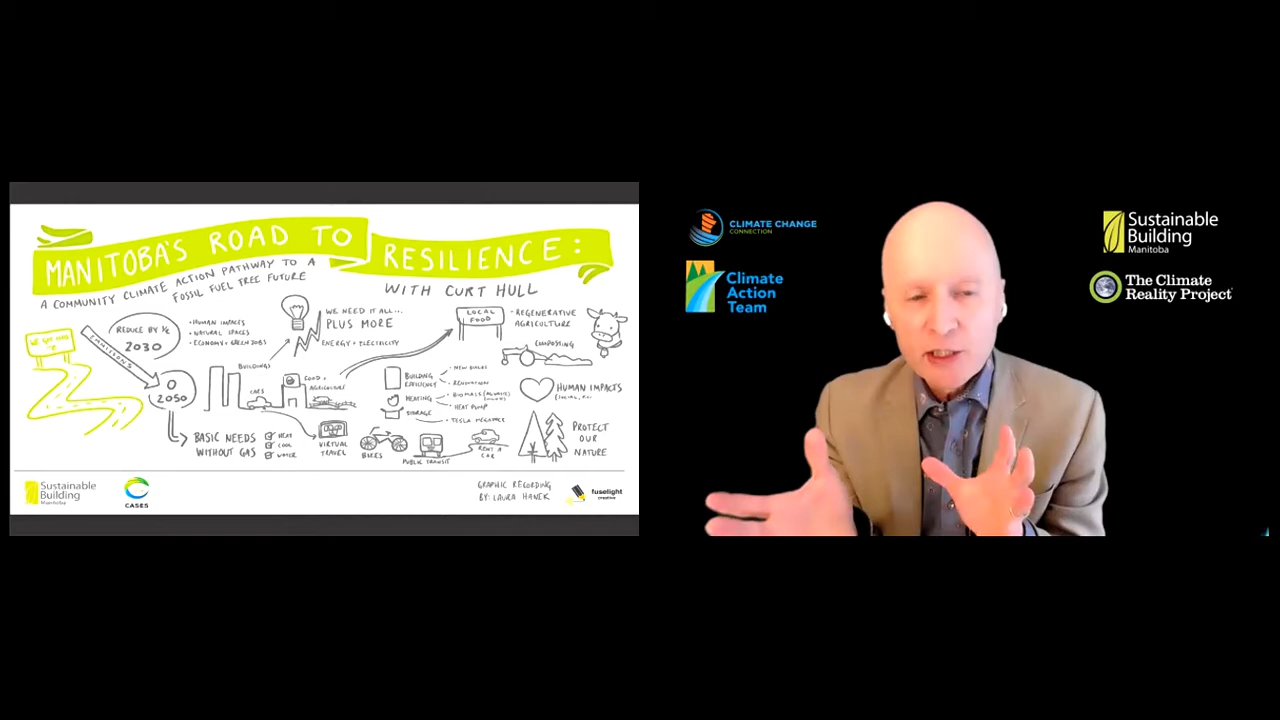 MANITOBA'S ROAD TO
RESILIENCE:
A COMMUNITY CLIMATE ACTION PATHWAY TO A
FOSSIL FUEL FREE FUTURE
WITH CURT HULL
EMISSIONS
REDUCE BY 1/2
2030
• HUMAN IMPACTS
• NATURAL SPACES
• ECONOMY + GREEN JOBS
WE NEED IT ALL...
PLUS MORE
ENERGY + ELECTRICITY
LOCAL
FOOD
• REGENERATIVE
AGRICULTURE
COMPOSTING
0
2050
BUILDINGS
CARS
FOOD +
AGRICULTURE
BUILDING
EFFICIENCY
NEW BUILDS
RENOVATION
HEATING
HEAT PUMP
STORAGE
HUMAN IMPACTS
BASIC NEEDS
WITHOUT GAS
HEAT
COOL
WATER
VIRTUAL
TRAVEL
BIKES
PUBLIC TRANSIT
RENT A
CAR
PROTECT
OUR
NATURE
Sustainable
Building
Manitoba
CASES
GRAPHIC RECORDING
BY: LAURA HANEK
fuselight
creative
CLIMATE CHANGE
CONNECTION
Climate
Action
Team
Sustainable
Building
Manitoba
The Climate
Reality Project